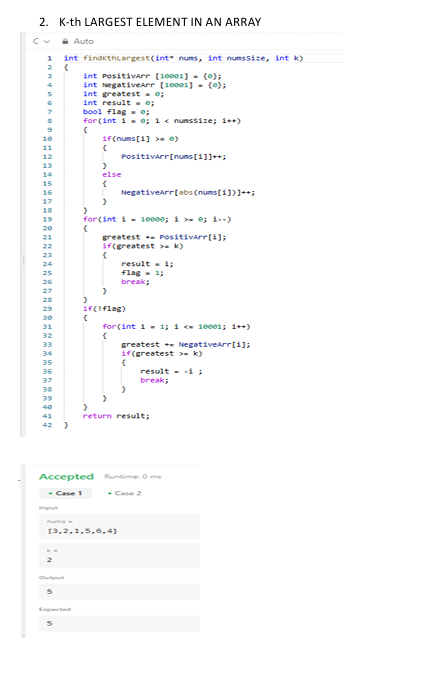 2. K-th LARGEST ELEMENT IN AN ARRAY
C Auto
1 int findKthLargest(int* nums, int numsSize, int k)
2 {
3 int PositivArr [10001] = {0};
4 int NegativeArr [10001] = {0};
5 int greatest = 0;
6 int result = 0;
7 bool flag = 0;
8 for(int i = 0; i < numsSize; i++)
9 {
10 if(nums[i] >= 0)
11 {
12 PositivArr[nums[i]]++;
13 }
14 else
15 {
16 NegativeArr[abs(nums[i])]++;
17 }
18 }
19 for(int i = 10000; i >= 0; i--)
20 {
21 greatest += PositivArr[i];
22 if(greatest >= k)
23 {
24 result = i;
25 flag = 1;
26 break;
27 }
28 }
29 if(!flag)
30 {
31 for(int i = 1; i <= 10001; i++)
32 {
33 greatest += NegativeArr[i];
34 if(greatest >= k)
35 {
36 result = -i ;
37 break;
38 }
39 }
40 }
41 return result;
42 }
Accepted Runtime: 0 ms
• Case 1 • Case 2
Input
nums =
[3,2,1,5,6,4]
k =
2
Output
5
Expected
5